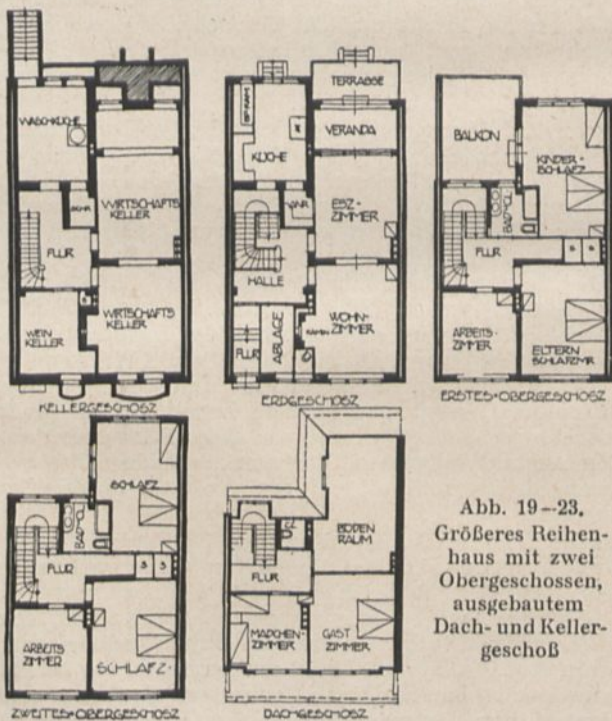 WASCHKÜCHE
WIRTSCHAFTS
KELLER
SCHR.
FLUR
WIRTSCHAFTS
KELLER
WEIN
KELLER
KELLERGESCHOSZ
TERRASSE
VERANDA
KÜCHE
ESZ-
ZIMMER
ANR.
HALLE
WOHN-
ZIMMER
KAMIN
FLUR
ABLAGE
ERDGESCHOSZ
BALKON
KINDER-
SCHLAFZ.
BAD
FLUR
S
S
ARBEITS-
ZIMMER
ELTERN
SCHLAFZMR
ERSTES•OBERGESCHOSZ
SCHLAFZ.
BAD
FLUR
S
S
ARBEITS
ZIMMER
SCHLAFZ•
ZWEITES•OBERGESCHOSZ
BODEN
RAUM
FLUR
MÄDCHEN-
ZIMMER
GAST
ZIMMER
DACHGESCHOSZ
Abb. 19—23.
Größeres Reihen-
haus mit zwei
Obergeschossen,
ausgebautem
Dach- und Keller-
geschoß